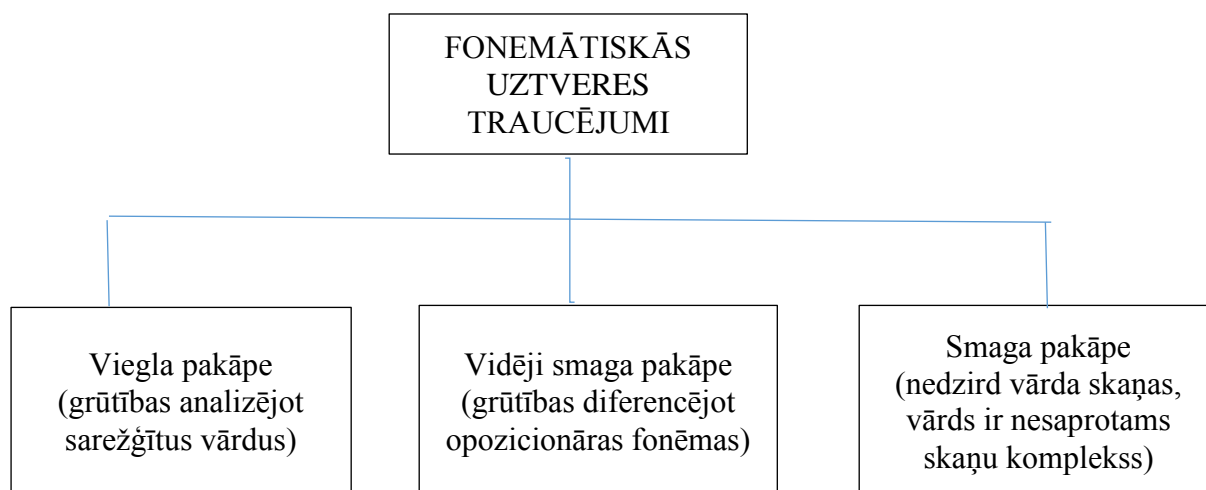 FONEMĀTISKĀS
UZTVERES
TRAUCĒJUMI
Viegla pakāpe
(grūtības analizējot
sarežģītus vārdus)
Vidēji smaga pakāpe
(grūtības diferencējot
opozicionāras fonēmas)
Smaga pakāpe
(nedzird vārda skaņas,
vārds ir nesaprotams
skaņu komplekss)